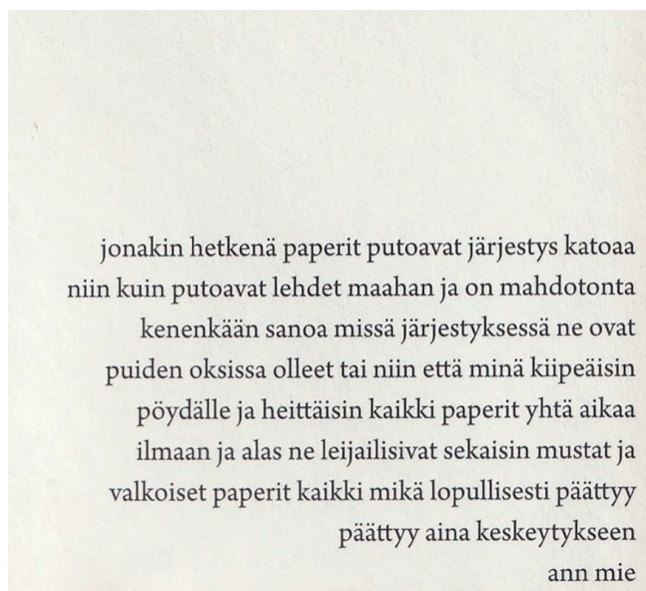 jonakin hetkenä paperit putoavat järjestys katoaa
niin kuin putoavat lehdet maahan ja on mahdotonta
kenenkään sanoa missä järjestyksessä ne ovat
puiden oksissa olleet tai niin että minä kiipeäisin
pöydälle ja heittäisin kaikki paperit yhtä aikaa
ilmaan ja alas ne leijailisivat sekaisin mustat ja
valkoiset paperit kaikki mikä lopullisesti päättyy
päättyy aina keskeytykseen
ann mie